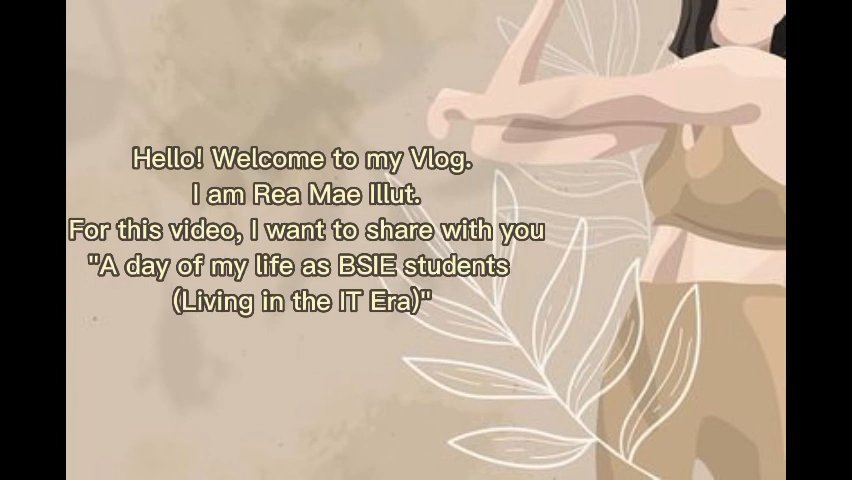 Hello! Welcome to my Vlog.
I am Rea Mae Illut.
For this video, I want to share with you
"A day of my life as BSIE students
(Living in the IT Era)"